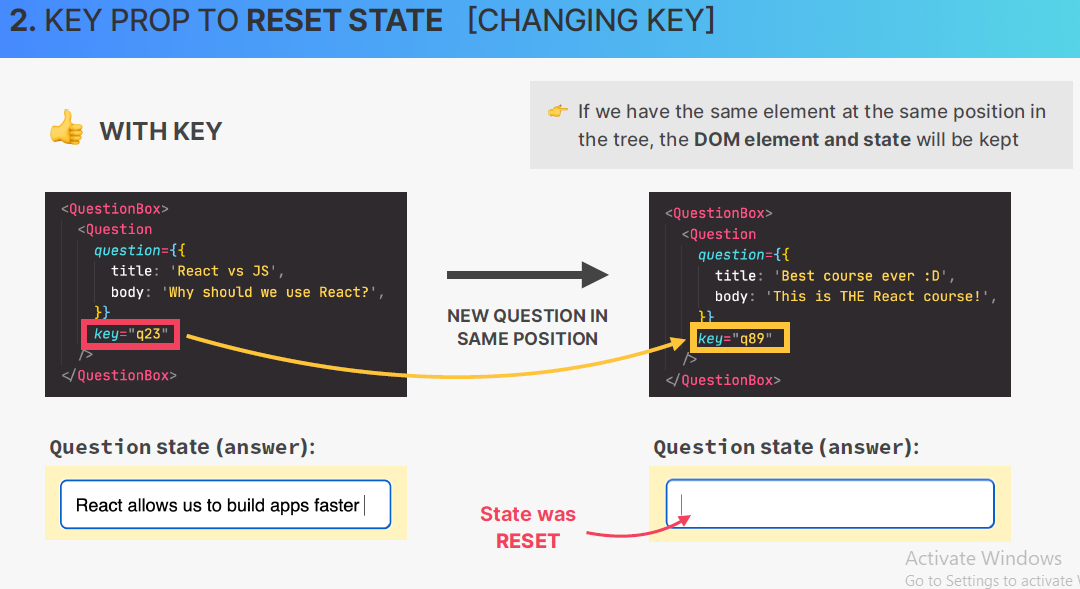 2. KEY PROP TO RESET STATE [CHANGING KEY]
👍 WITH KEY
👉 If we have the same element at the same position in
the tree, the DOM element and state will be kept
<QuestionBox>
<Question
question={{
title: 'React vs JS',
body: 'Why should we use React?',
}}
key="q23"
/>
</QuestionBox>
NEW QUESTION IN
SAME POSITION
<QuestionBox>
<Question
question={{
title: 'Best course ever :D',
body: 'This is THE React course!',
}}
key="q89"
/>
</QuestionBox>
Question state (answer):
React allows us to build apps faster
Question state (answer):
State was
RESET
Activate Windows
Go to Settings to activate W